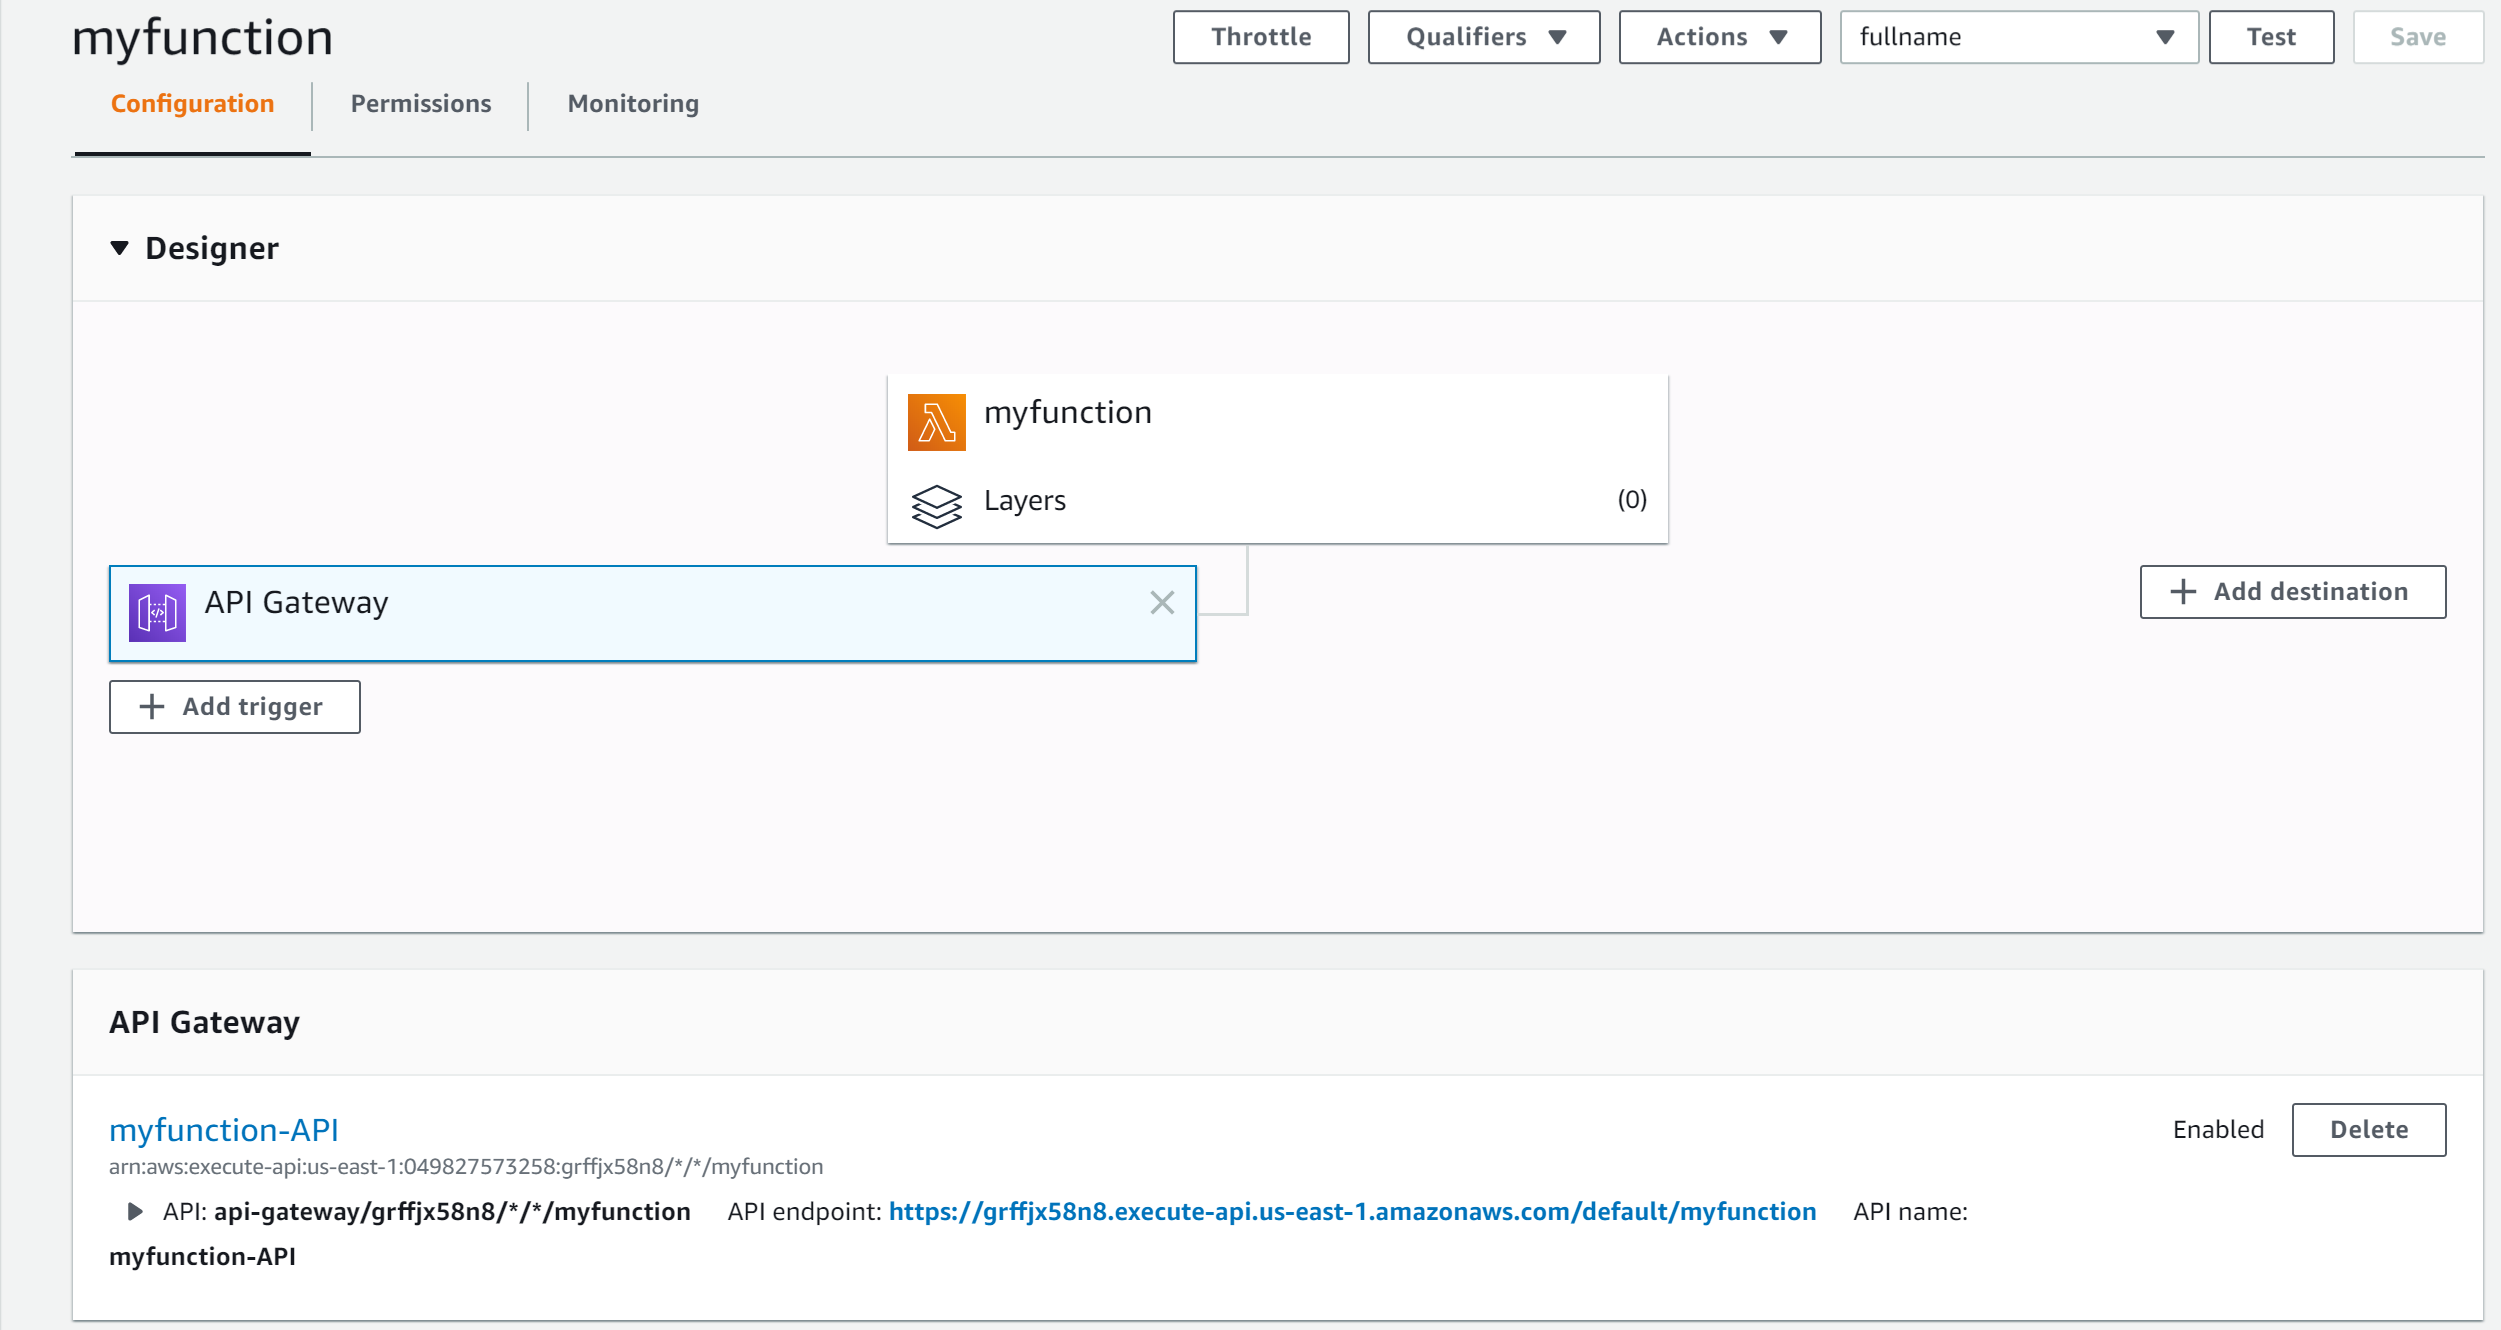 myfunction
Throttle Qualifiers Actions fullname Test Save
Configuration Permissions Monitoring
Designer
myfunction
Layers (0)
API Gateway
Add destination
Add trigger
API Gateway
myfunction-API
Enabled Delete
arn:aws:execute-api:us-east-1:049827573258:grffjx58n8/*/*/myfunction
API: api-gateway/grffjx58n8/*/*/myfunction API endpoint: https://grffjx58n8.execute-api.us-east-1.amazonaws.com/default/myfunction API name:
myfunction-API